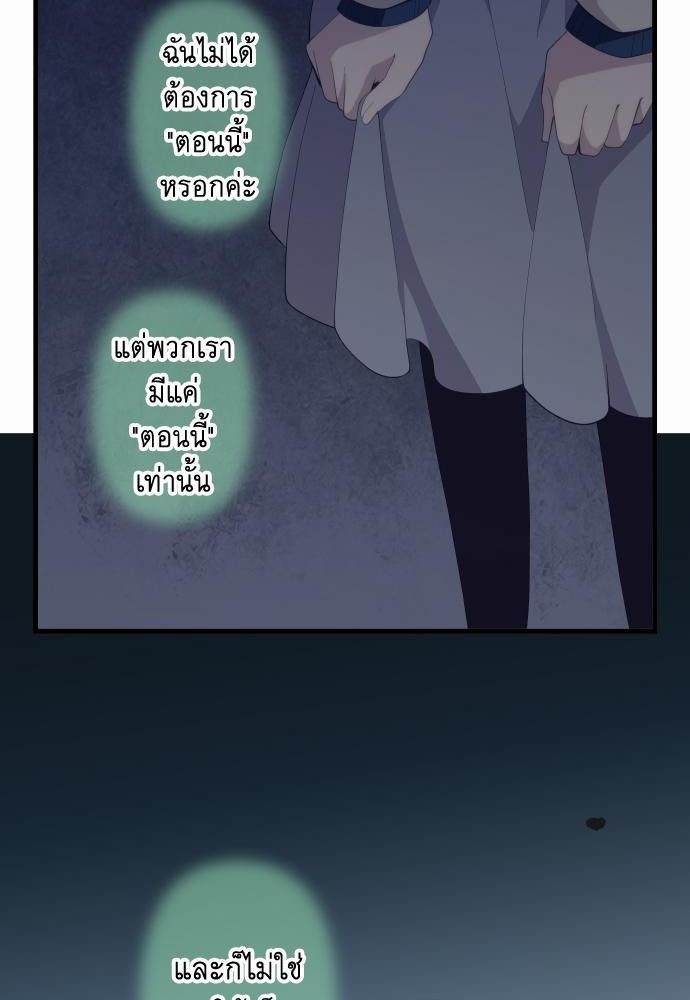 ฉันไม่ได้
ต้องการ
"ตอนนี้"
หรอกค่ะ
แต่พวกเรา
มีแค่
"ตอนนี้"
เท่านั้น
และก็ไม่ใช่